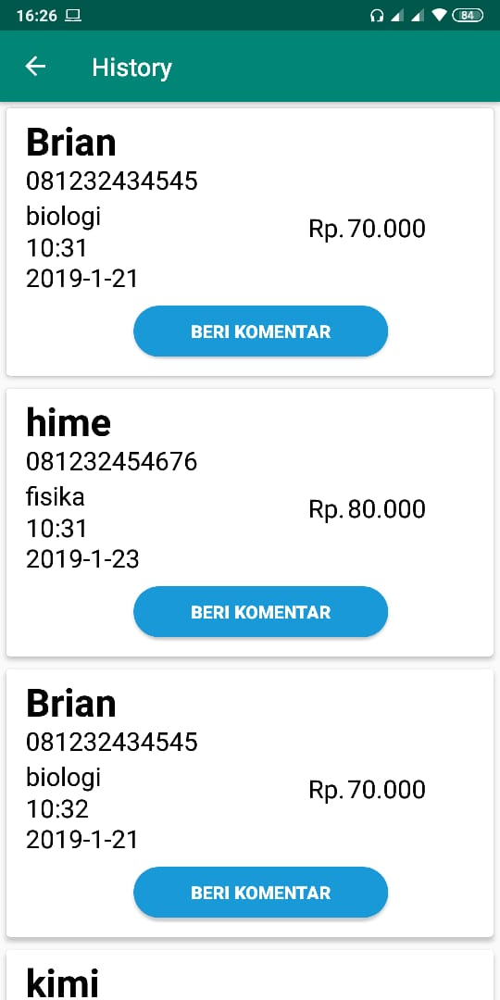 16:26
84
History
Brian
081232434545
biologi
Rp. 70.000
10:31
2019-1-21
BERI KOMENTAR
hime
081232454676
fisika
Rp. 80.000
10:31
2019-1-23
BERI KOMENTAR
Brian
081232434545
biologi
Rp. 70.000
10:32
2019-1-21
BERI KOMENTAR
kimi